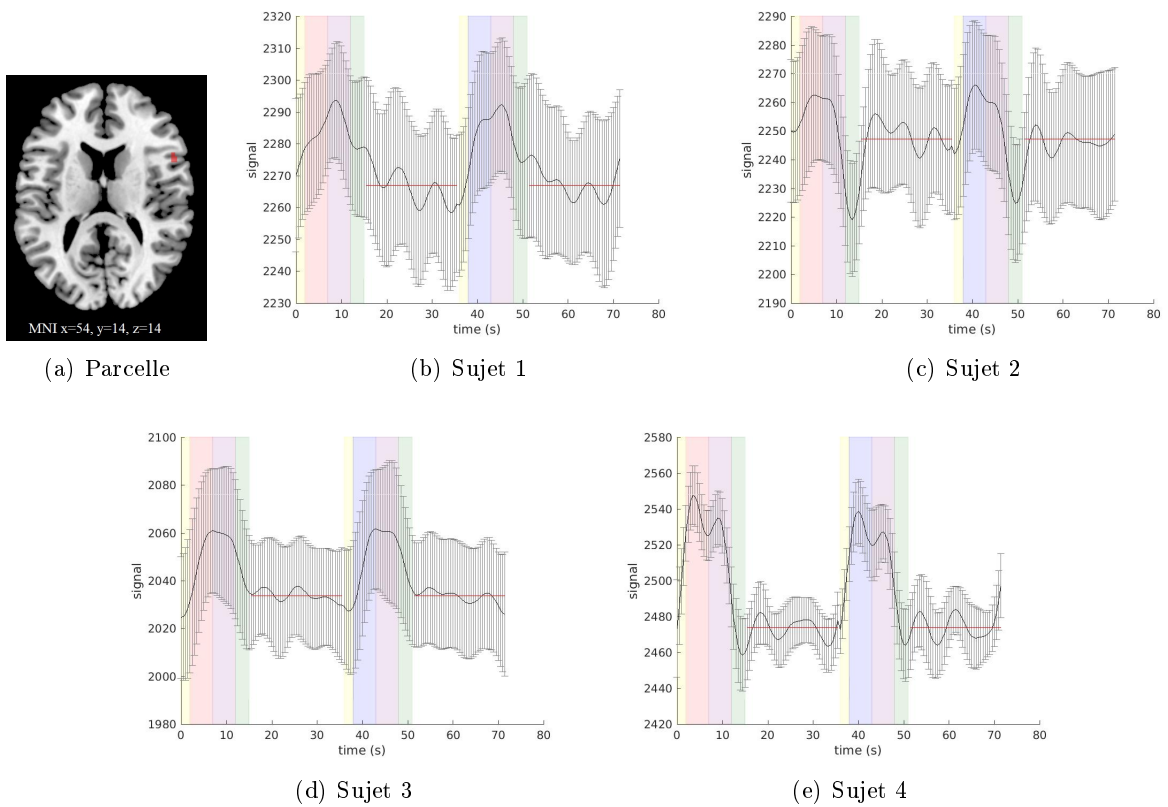 MNI x=54, y=14, z=14
(a) Parcelle
2320
2310
2300
2290
2280
2270
2260
2250
2240
2230
signal
0 10 20 30 40 50 60 70 80
time (s)
(b) Sujet 1
2290
2280
2270
2260
2250
2240
2230
2220
2210
2200
2190
signal
0 10 20 30 40 50 60 70 80
time (s)
(c) Sujet 2
2100
2080
2060
2040
2020
2000
1980
signal
0 10 20 30 40 50 60 70 80
time (s)
(d) Sujet 3
2580
2560
2540
2520
2500
2480
2460
2440
2420
signal
0 10 20 30 40 50 60 70 80
time (s)
(e) Sujet 4